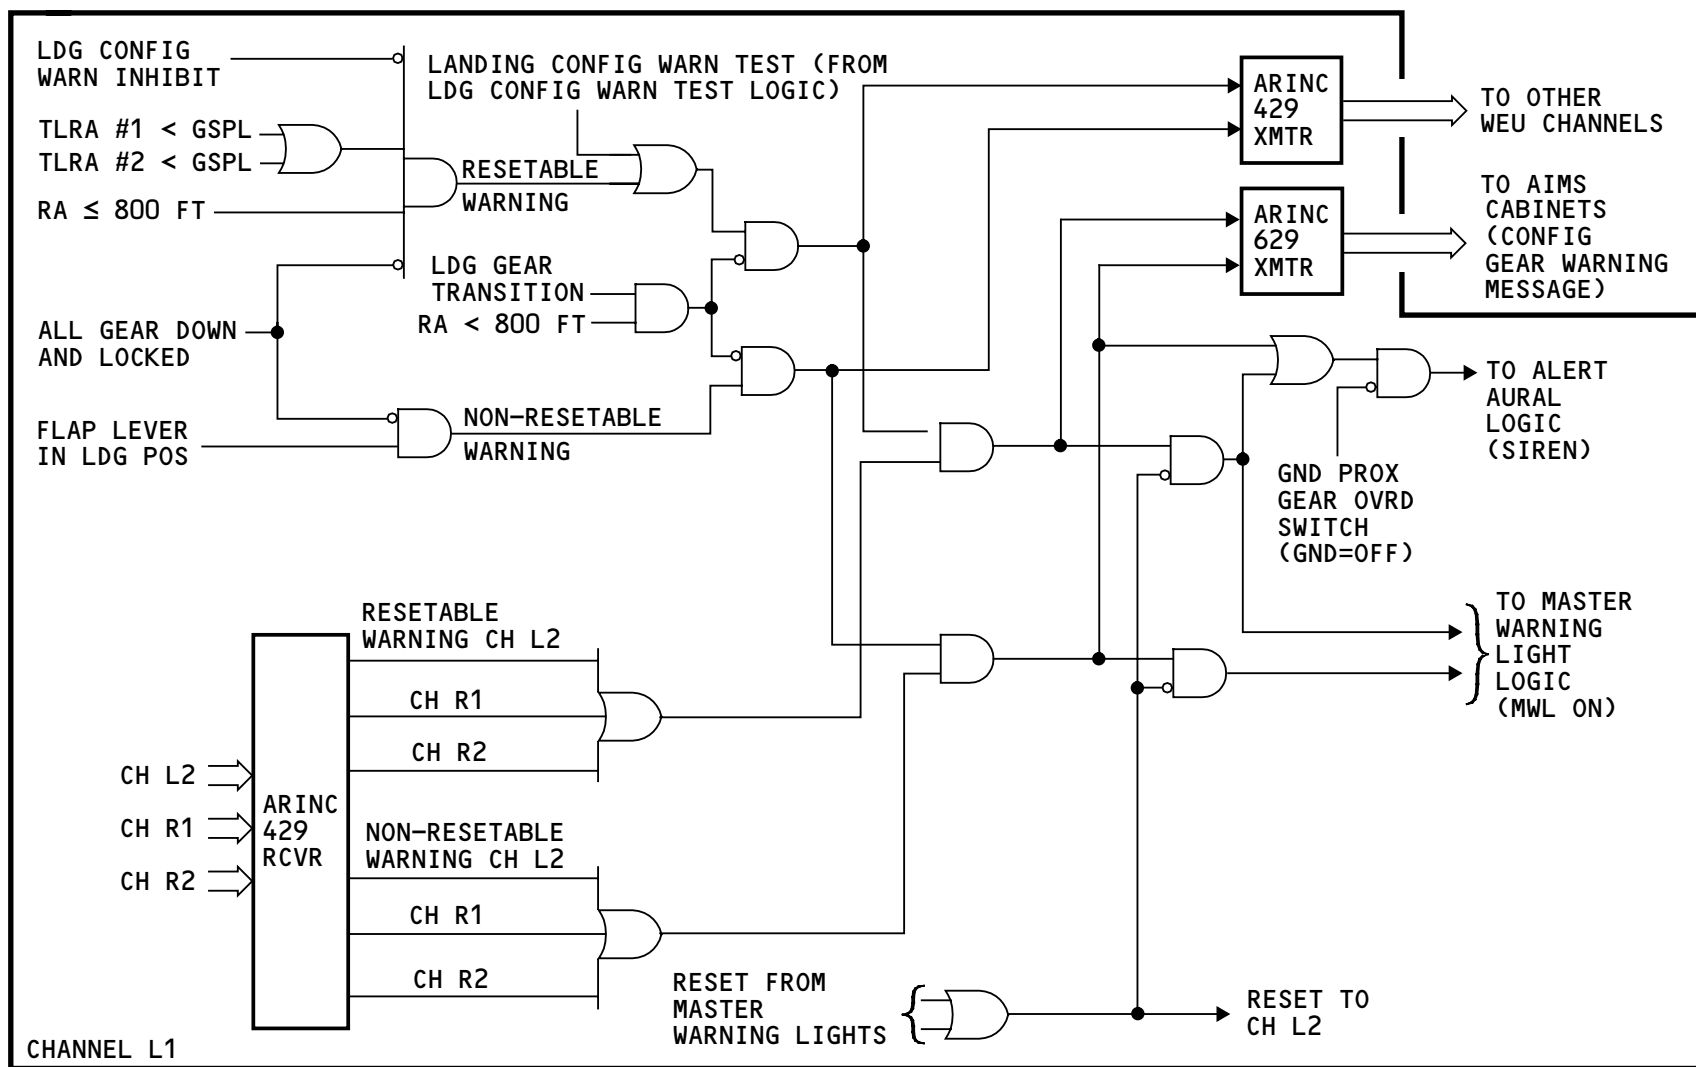 LDG CONFIG
WARN INHIBIT
TLRA #1 < GSPL
TLRA #2 < GSPL
RA ≤ 800 FT
ALL GEAR DOWN
AND LOCKED
FLAP LEVER
IN LDG POS
LANDING CONFIG WARN TEST (FROM
LDG CONFIG WARN TEST LOGIC)
RESETABLE
WARNING
LDG GEAR
TRANSITION
RA < 800 FT
NON-RESETABLE
WARNING
ARINC
429
XMTR
TO OTHER
WEU CHANNELS
ARINC
629
XMTR
TO AIMS
CABINETS
(CONFIG
GEAR WARNING
MESSAGE)
TO ALERT
AURAL
LOGIC
(SIREN)
GND PROX
GEAR OVRD
SWITCH
(GND=OFF)
TO MASTER
WARNING
LIGHT
LOGIC
(MWL ON)
RESETABLE
WARNING CH L2
CH R1
CH R2
CH L2
CH R1
CH R2
ARINC
429
RCVR
NON-RESETABLE
WARNING CH L2
CH R1
CH R2
RESET FROM
MASTER
WARNING LIGHTS
RESET TO
CH L2
CHANNEL L1